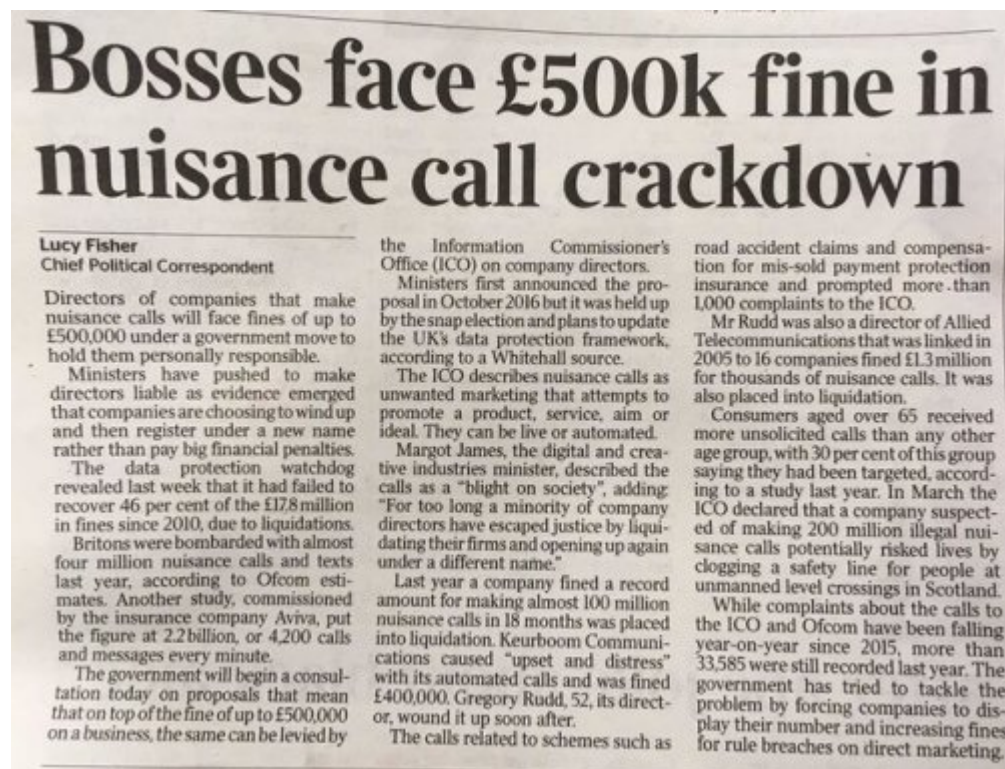 Bosses face £500k fine in
nuisance call crackdown
Lucy Fisher
Chief Political Correspondent
Directors of companies that make
nuisance calls will face fines of up to
£500,000 under a government move to
hold them personally responsible.
Ministers have pushed to make
directors liable as evidence emerged
that companies are choosing to wind up
and then register under a new name
rather than pay big financial penalties.
The data protection watchdog
revealed last week that it had failed to
recover 46 per cent of the £17.8 million
in fines since 2010, due to liquidations.
Britons were bombarded with almost
four million nuisance calls and texts
last year, according to Ofcom esti-
mates. Another study, commissioned
by the insurance company Aviva, put
the figure at 2.2 billion, or 4,200 calls
and messages every minute.
The government will begin a consul-
tation today on proposals that mean
that on top of the fine of up to £500,000
on a business, the same can be levied by
the Information Commissioner's
Office (ICO) on company directors.
Ministers first announced the pro-
posal in October 2016 but it was held up
by the snap election and plans to update
the UK's data protection framework,
according to a Whitehall source.
The ICO describes nuisance calls as
unwanted marketing that attempts to
promote a product, service, aim or
ideal. They can be live or automated.
Margot James, the digital and crea-
tive industries minister, described the
calls as a "blight on society", adding:
"For too long a minority of company
directors have escaped justice by liqui-
dating their firms and opening up again
under a different name."
Last year a company fined a record
amount for making almost 100 million
nuisance calls in 18 months was placed
into liquidation. Keurboom Communi-
cations caused "upset and distress"
with its automated calls and was fined
£400,000. Gregory Rudd, 52, its direct-
or, wound it up soon after.
The calls related to schemes such as
road accident claims and compensa-
tion for mis-sold payment protection
insurance and prompted more than
1,000 complaints to the ICO.
Mr Rudd was also a director of Allied
Telecommunications that was linked in
2005 to 16 companies fined £1.3 million
for thousands of nuisance calls. It was
also placed into liquidation.
Consumers aged over 65 received
more unsolicited calls than any other
age group, with 30 per cent of this group
saying they had been targeted, accord-
ing to a study last year. In March the
ICO declared that a company suspect-
ed of making 200 million illegal nui-
sance calls potentially risked lives by
clogging a safety line for people at
unmanned level crossings in Scotland.
While complaints about the calls to
the ICO and Ofcom have been falling
year-on-year since 2015, more than
33,585 were still recorded last year. The
government has tried to tackle the
problem by forcing companies to dis-
play their number and increasing fines
for rule breaches on direct marketing.